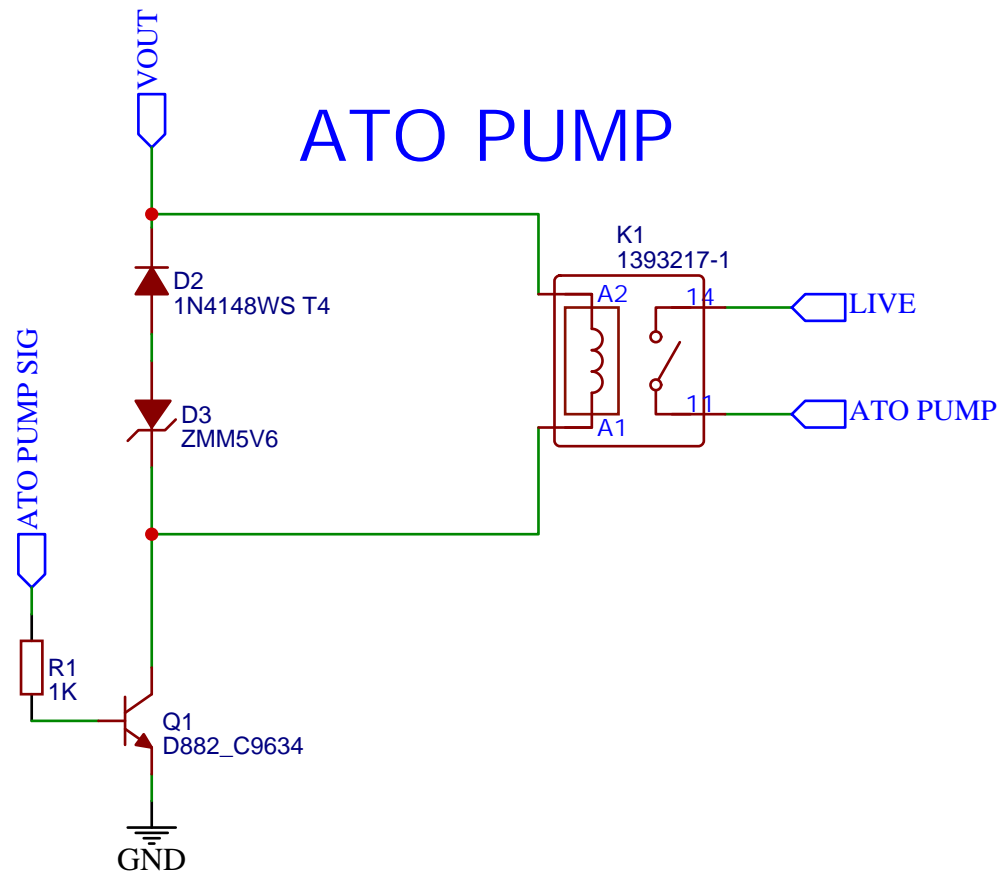 VOUT
ATO PUMP
K1
1393217-1
D2
1N4148WS T4
A2
14
LIVE
ATO PUMP SIG
D3
ZMM5V6
A1
11
ATO PUMP
R1
1K
Q1
D882_C9634
GND